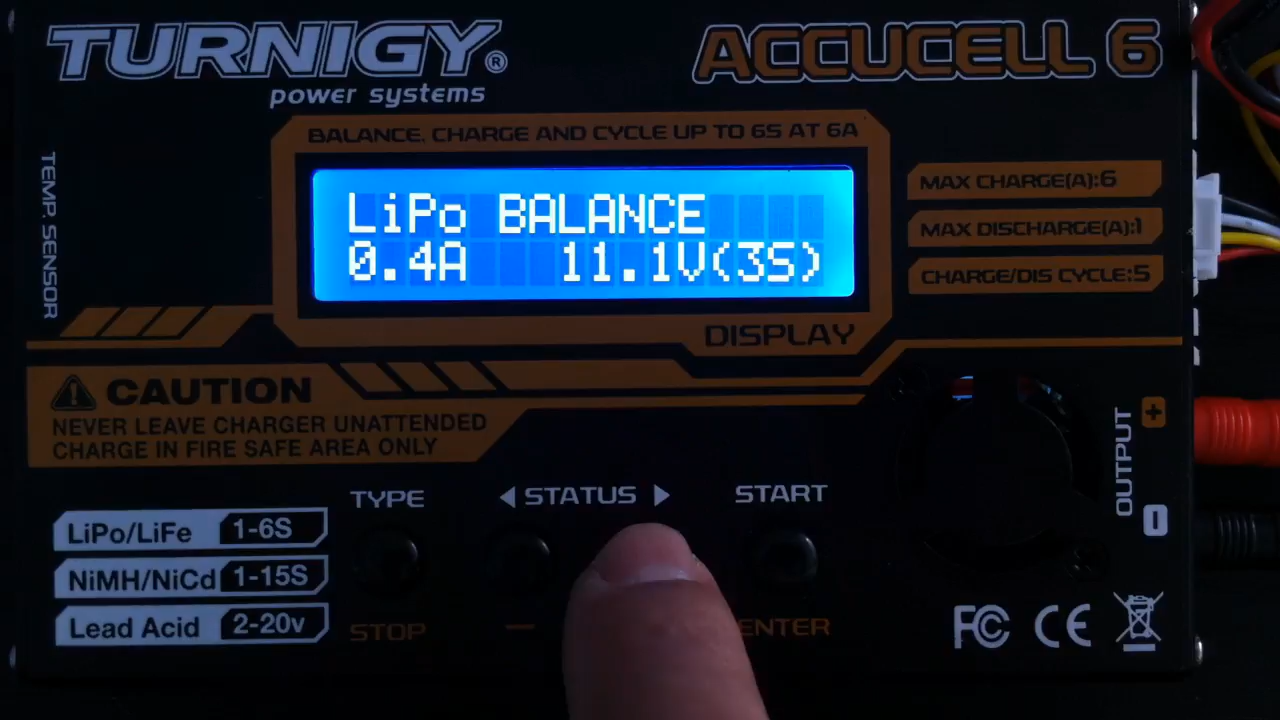 TURNIGY®
power systems
ACCUCELL 6
BALANCE, CHARGE AND CYCLE UP TO 6S AT 6A
TEMP. SENSOR
LiPo BALANCE
0.4A 11.1V(3S)
MAX CHARGE(A):6
MAX DISCHARGE(A):1
CHARGE/DIS CYCLE:5
DISPLAY
CAUTION
NEVER LEAVE CHARGER UNATTENDED
CHARGE IN FIRE SAFE AREA ONLY
OUTPUT + −
TYPE
◀ STATUS ▶
START
LiPo/LiFe 1-6S
NiMH/NiCd 1-15S
Lead Acid 2-20v
STOP
−
ENTER
FC CE